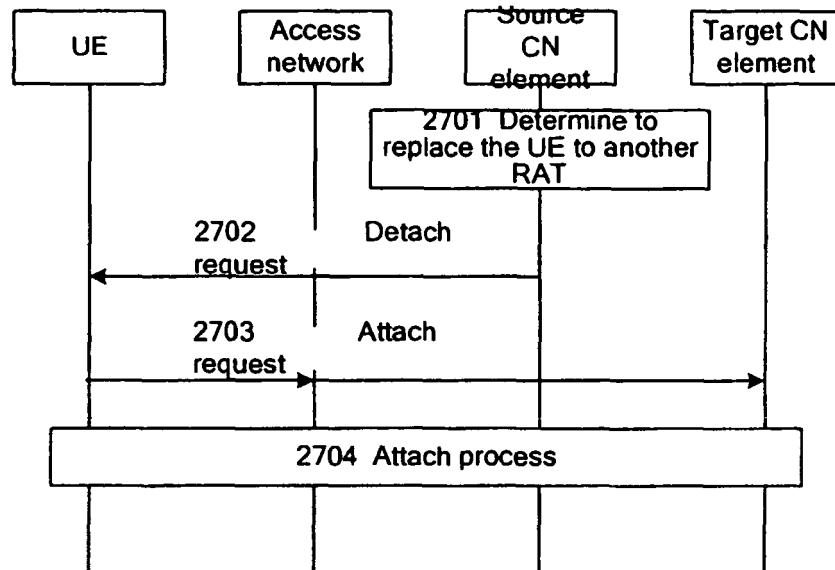 UE
Access
network
Source
CN
element
Target CN
element
2701 Determine to
replace the UE to another
RAT
2702 Detach
request
2703 Attach
request
2704 Attach process